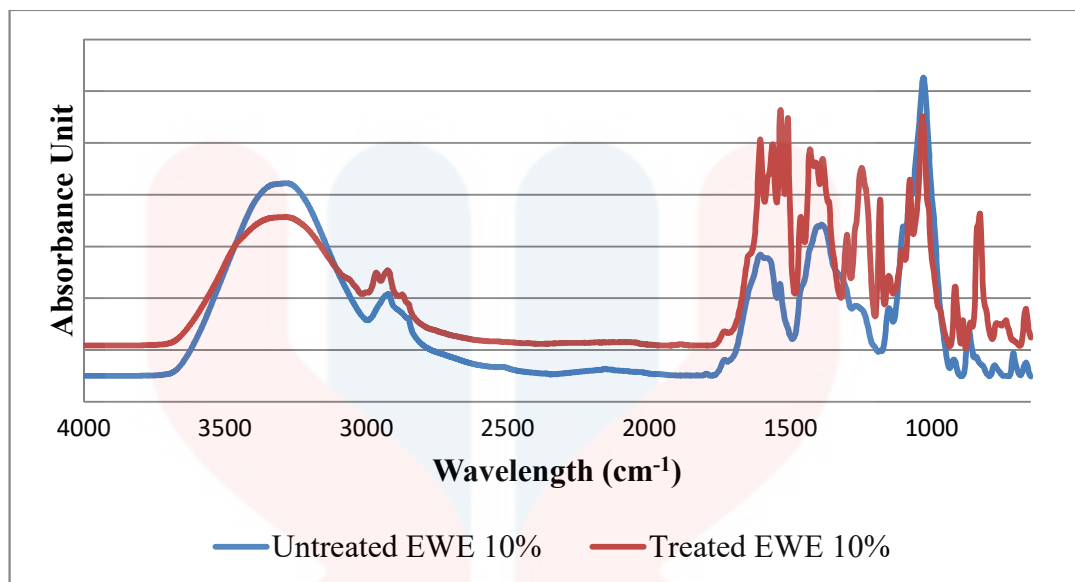 Absorbance Unit
4000 3500 3000 2500 2000 1500 1000
Wavelength (cm⁻¹)
Untreated EWE 10% Treated EWE 10%